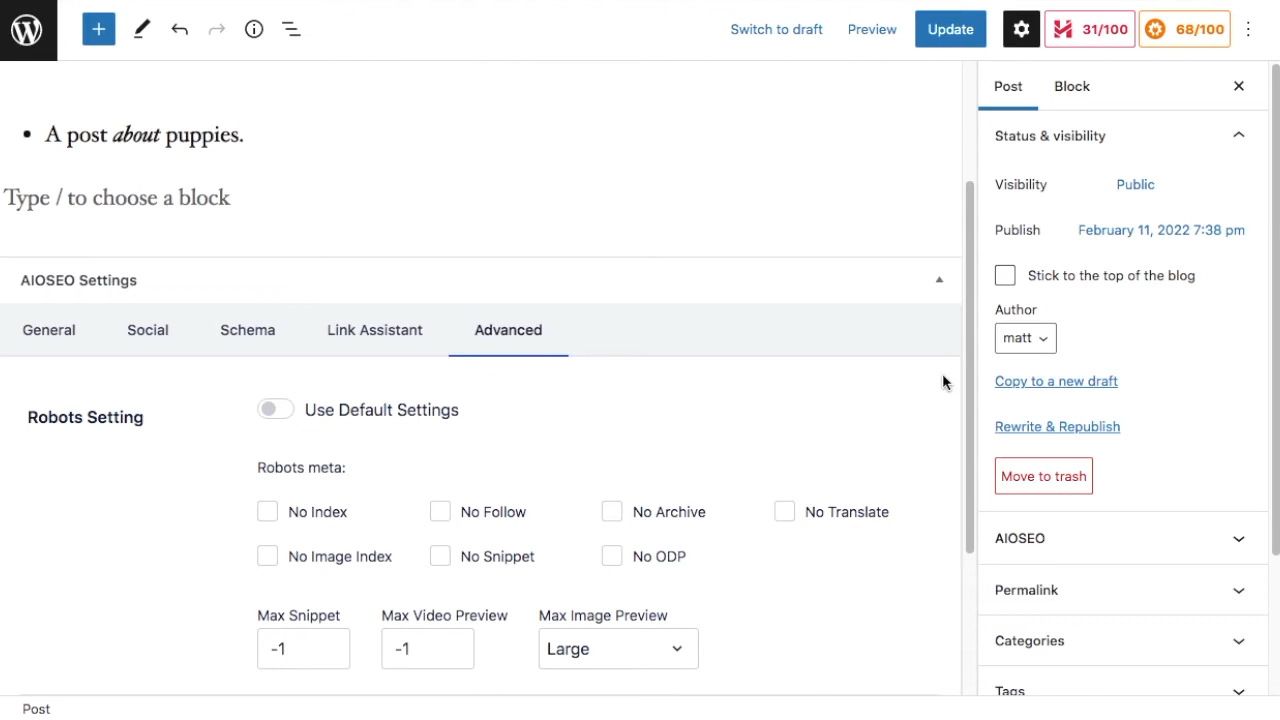 Switch to draft Preview Update 31/100 68/100
Post Block
A post about puppies.
Type / to choose a block
Status & visibility
Visibility Public
Publish February 11, 2022 7:38 pm
Stick to the top of the blog
Author
matt
Copy to a new draft
Rewrite & Republish
Move to trash
AIOSEO
Permalink
Categories
Tags
AIOSEO Settings
General Social Schema Link Assistant Advanced
Robots Setting
Use Default Settings
Robots meta:
No Index No Follow No Archive No Translate
No Image Index No Snippet No ODP
Max Snippet Max Video Preview Max Image Preview
-1 -1 Large
Post